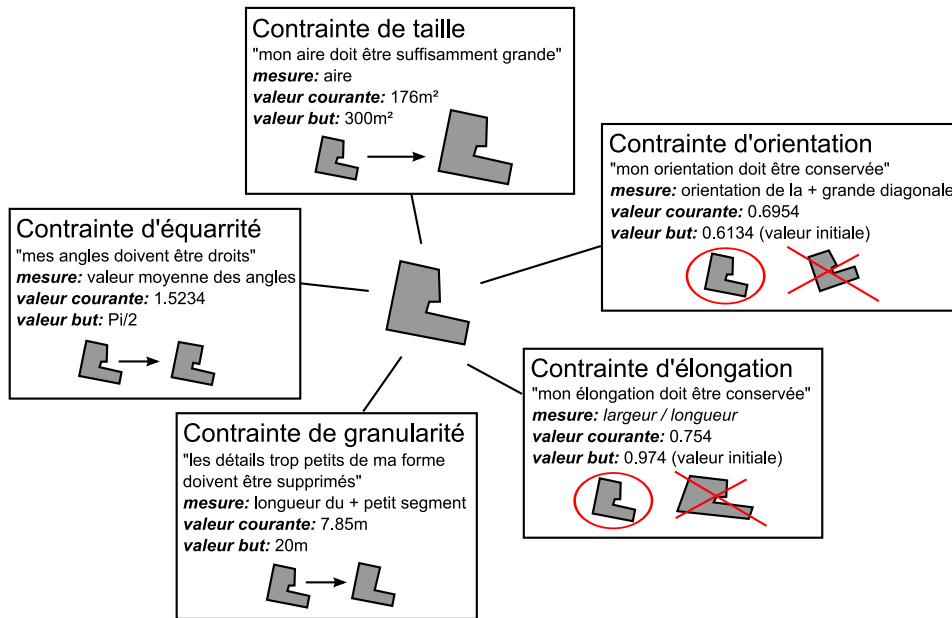 Contrainte de taille
"mon aire doit être suffisamment grande"
mesure: aire
valeur courante: 176m²
valeur but: 300m²
Contrainte d'orientation
"mon orientation doit être conservée"
mesure: orientation de la + grande diagonale
valeur courante: 0.6954
valeur but: 0.6134 (valeur initiale)
Contrainte d'équarrité
"mes angles doivent être droits"
mesure: valeur moyenne des angles
valeur courante: 1.5234
valeur but: Pi/2
Contrainte d'élongation
"mon élongation doit être conservée"
mesure: largeur / longueur
valeur courante: 0.754
valeur but: 0.974 (valeur initiale)
Contrainte de granularité
"les détails trop petits de ma forme
doivent être supprimés"
mesure: longueur du + petit segment
valeur courante: 7.85m
valeur but: 20m